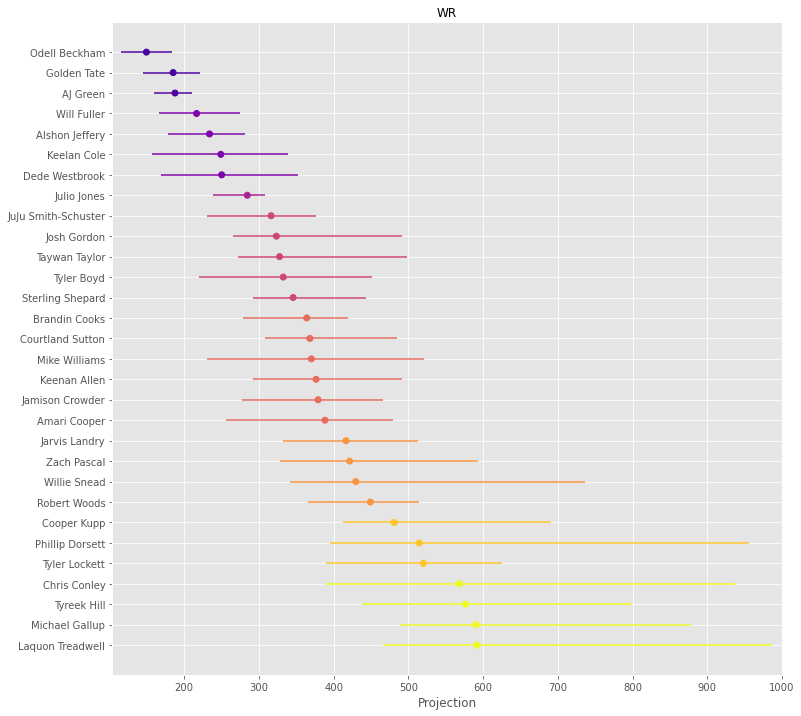 WR
Odell Beckham
Golden Tate
AJ Green
Will Fuller
Alshon Jeffery
Keelan Cole
Dede Westbrook
Julio Jones
JuJu Smith-Schuster
Josh Gordon
Taywan Taylor
Tyler Boyd
Sterling Shepard
Brandin Cooks
Courtland Sutton
Mike Williams
Keenan Allen
Jamison Crowder
Amari Cooper
Jarvis Landry
Zach Pascal
Willie Snead
Robert Woods
Cooper Kupp
Phillip Dorsett
Tyler Lockett
Chris Conley
Tyreek Hill
Michael Gallup
Laquon Treadwell
200 300 400 500 600 700 800 900 1000
Projection